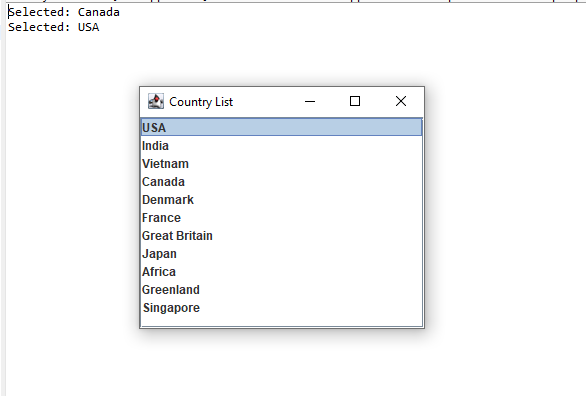 Selected: Canada
Selected: USA
Country List
USA
India
Vietnam
Canada
Denmark
France
Great Britain
Japan
Africa
Greenland
Singapore